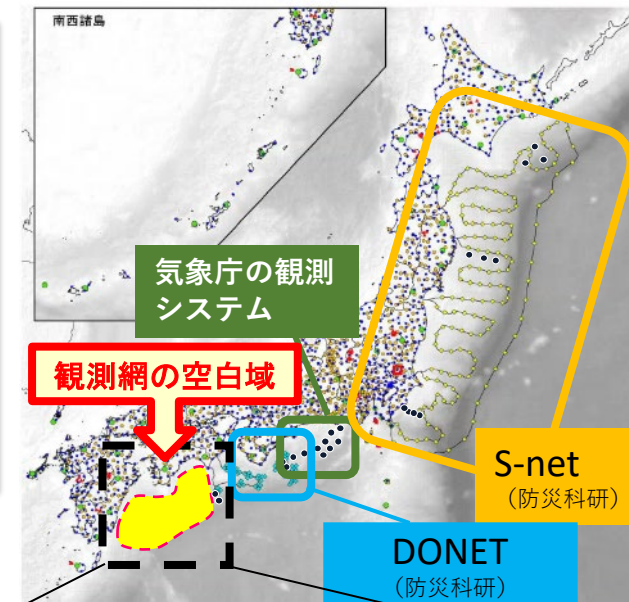 南西諸島
気象庁の観測
システム
観測網の空白域
S-net
（防災科研）
DONET
（防災科研）